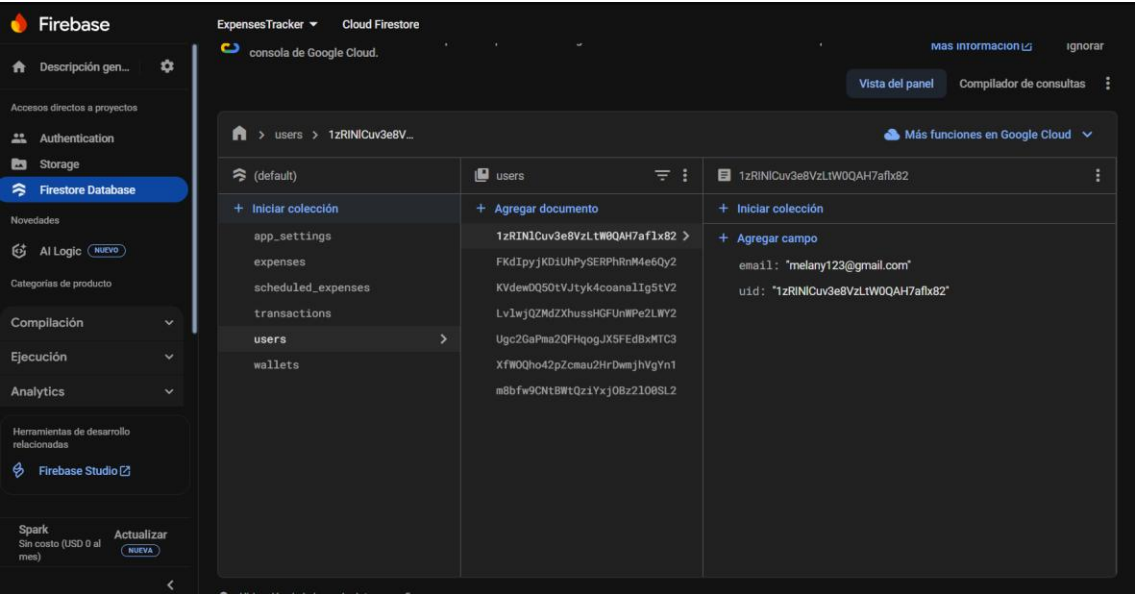 Firebase
ExpensesTracker
Cloud Firestore
consola de Google Cloud.
Más información
Ignorar
Descripción gen...
Vista del panel
Compilador de consultas
Accesos directos a proyectos
Authentication
Storage
Firestore Database
Novedades
AI Logic NUEVO
Categorías de producto
Compilación
Ejecución
Analytics
Herramientas de desarrollo
relacionadas
Firebase Studio
Spark
Sin costo (USD 0 al
mes)
Actualizar
NUEVA
> users > 1zRINlCuv3e8V...
Más funciones en Google Cloud
(default)
+ Iniciar colección
app_settings
expenses
scheduled_expenses
transactions
users
wallets
users
+ Agregar documento
1zRINlCuv3e8VzLtW0QAH7aflx82
FKdIpyjKDiUhPySERPhRnM4e6Qy2
KVdewDQ5OtVJtyk4coanalIg5tV2
LvlwjQZMdZXhussHGFUnWPe2LWY2
Ugc2GaPma2QFHqogJX5FEdBxMTC3
XfWOQho42pZcmau2HrDwmjhVgYn1
m8bfw9CNt8WtQziYxjOBz2lO0SL2
1zRINlCuv3e8VzLtW0QAH7aflx82
+ Iniciar colección
+ Agregar campo
email: "melany123@gmail.com"
uid: "1zRINlCuv3e8VzLtW0QAH7aflx82"